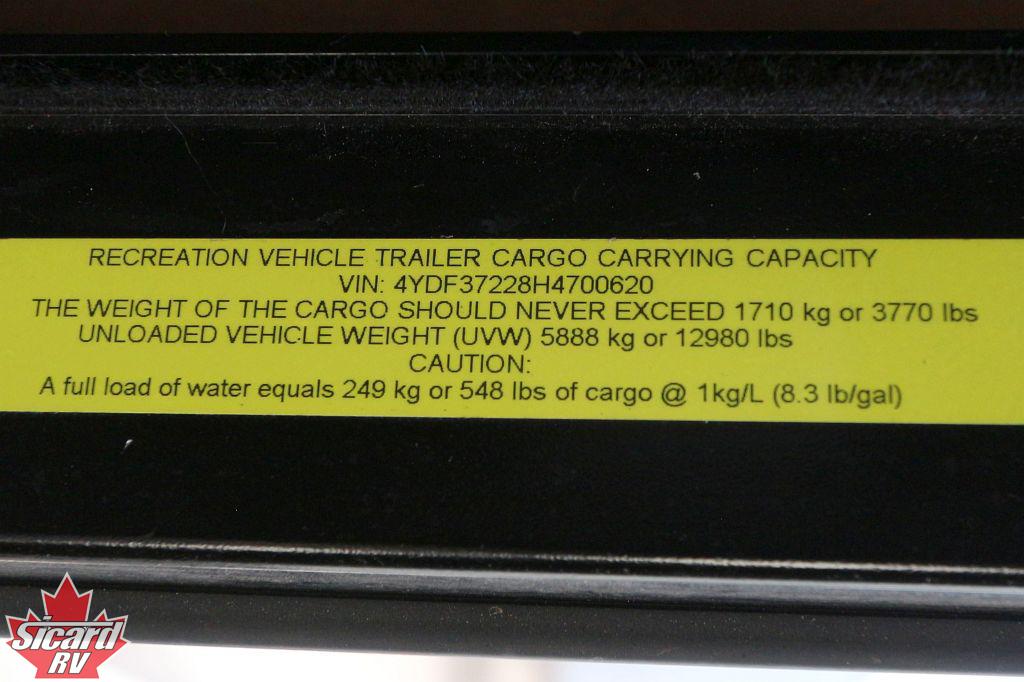 RECREATION VEHICLE TRAILER CARGO CARRYING CAPACITY
VIN: 4YDF37228H4700620
THE WEIGHT OF THE CARGO SHOULD NEVER EXCEED 1710 kg or 3770 lbs
UNLOADED VEHICLE WEIGHT (UVW) 5888 kg or 12980 lbs
CAUTION:
A full load of water equals 249 kg or 548 lbs of cargo @ 1kg/L (8.3 lb/gal)
Sicard
RV